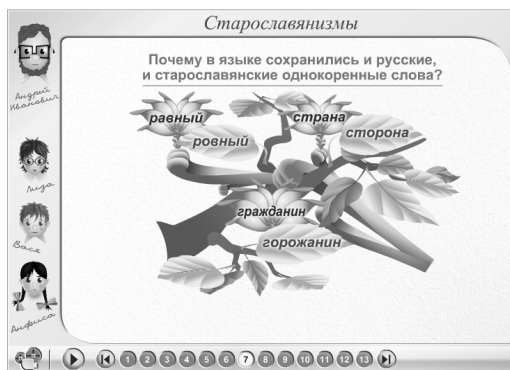 Старославянизмы
Почему в языке сохранились и русские,
и старославянские однокоренные слова?
Андрей
Иванович
равный
ровный
страна
сторона
Лиза
гражданин
горожанин
Вася
Анфиса
1 2 3 4 5 6 7 8 9 10 11 12 13